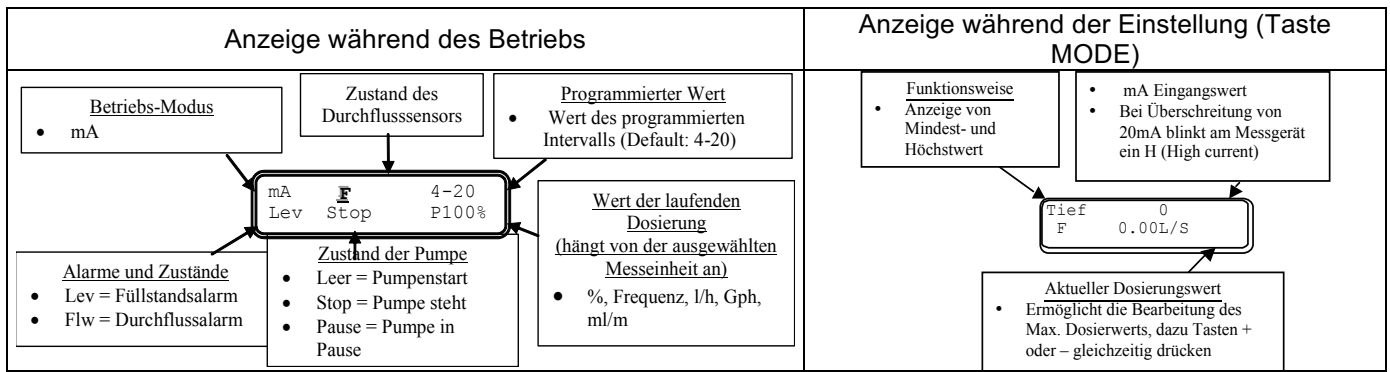 Anzeige während des Betriebs
Anzeige während der Einstellung (Taste
MODE)
Betriebs-Modus
• mA
Zustand des
Durchflusssensors
Programmierter Wert
• Wert des programmierten
Intervalls (Default: 4-20)
mA F 4-20
Lev Stop P100%
Alarme und Zustände
• Lev = Füllstandsalarm
• Flw = Durchflussalarm
Zustand der Pumpe
• Leer = Pumpenstart
• Stop = Pumpe steht
• Pause = Pumpe in
Pause
Wert der laufenden
Dosierung
(hängt von der ausgewählten
Messeinheit an)
• %, Frequenz, l/h, Gph,
ml/m
Funktionsweise
• Anzeige von
Mindest- und
Höchstwert
• mA Eingangswert
• Bei Überschreitung von
20mA blinkt am Messgerät
ein H (High current)
Tief 0
F 0.00L/S
Aktueller Dosierungswert
• Ermöglicht die Bearbeitung des
Max. Dosierwerts, dazu Tasten +
oder – gleichzeitig drücken